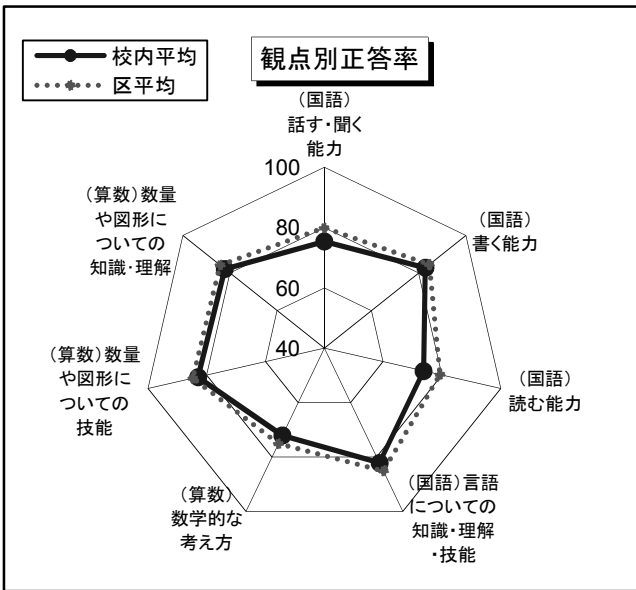 校内平均
区平均
観点別正答率
(国語)
話す・聞く
能力
100
80
60
40
(国語)
書く能力
(国語)
読む能力
(国語)言語
についての
知識・理解
・技能
(算数)
数学的な
考え方
(算数)数量
や図形に
ついての
技能
(算数)数量
や図形に
ついての
知識・理解